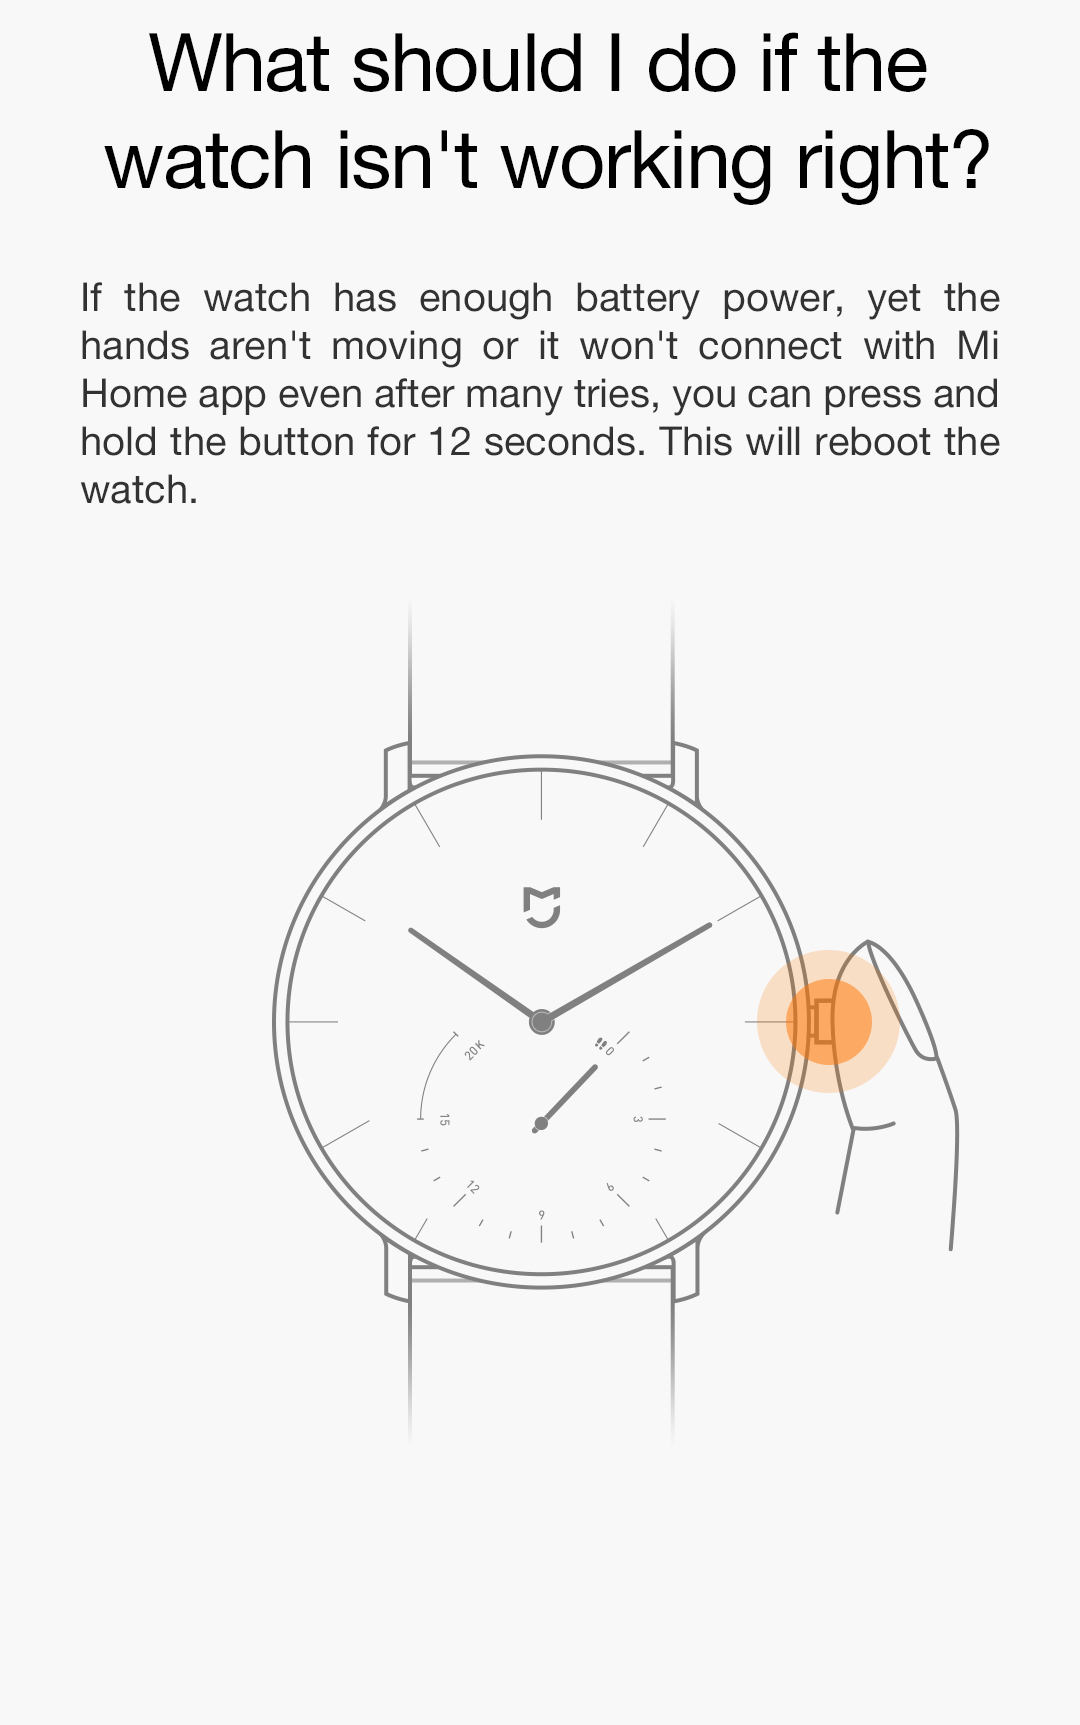 What should I do if the
watch isn't working right?
If the watch has enough battery power, yet the
hands aren't moving or it won't connect with Mi
Home app even after many tries, you can press and
hold the button for 12 seconds. This will reboot the
watch.
20K
0
15
3
12
6
9